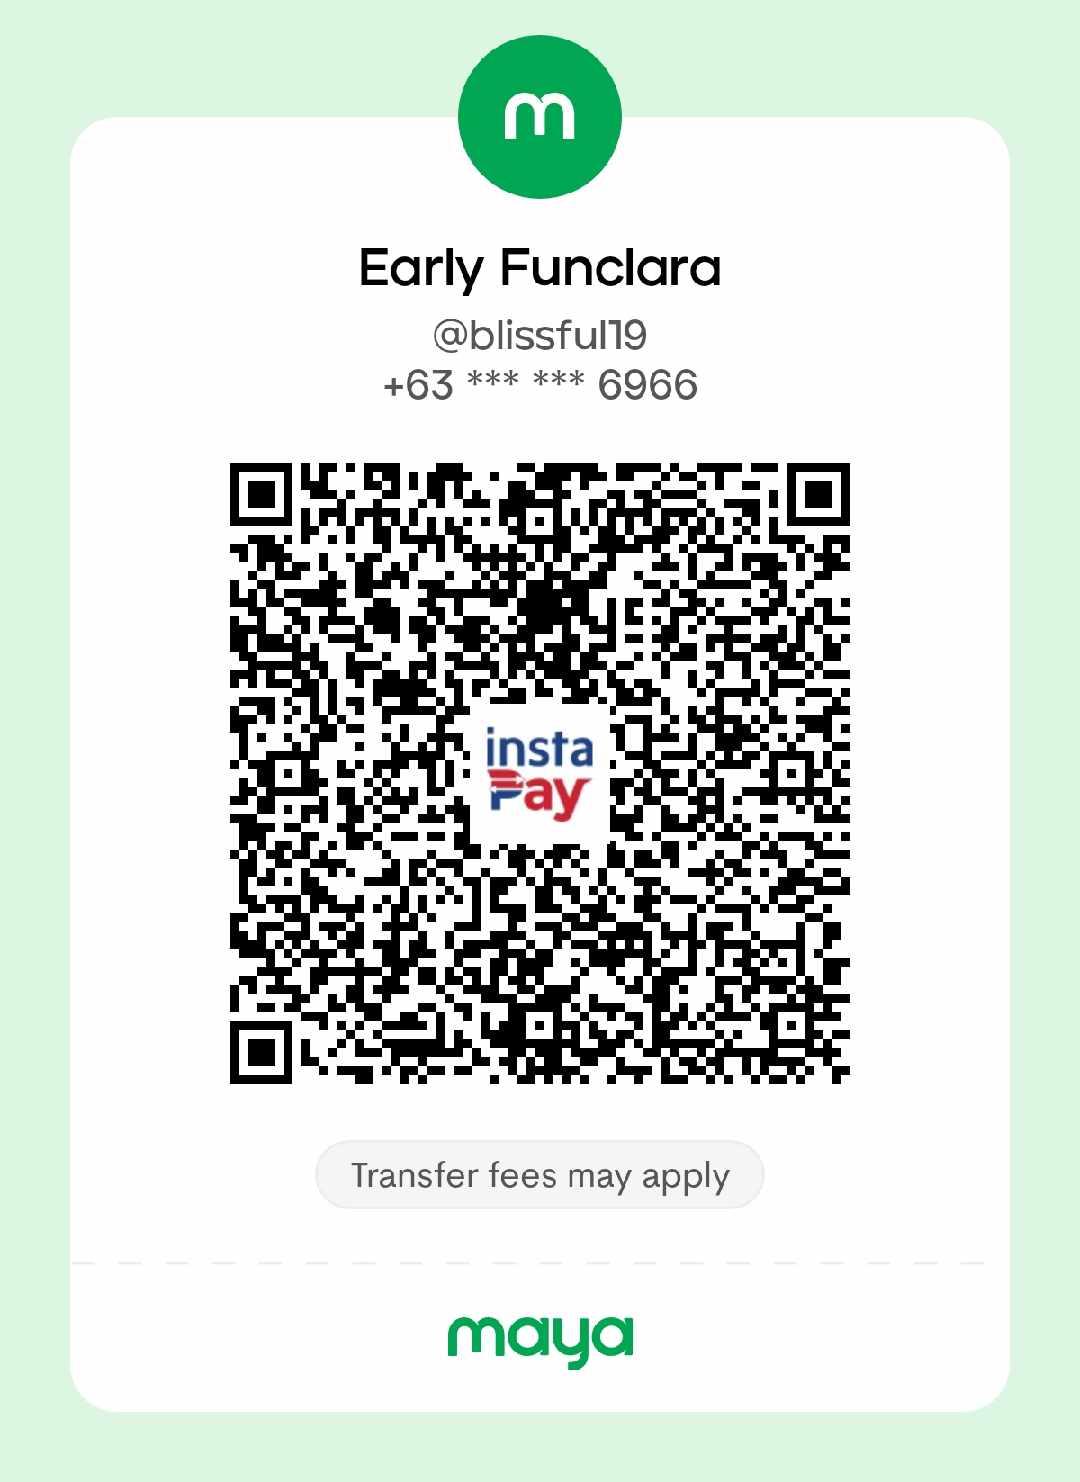 m
Early Funclara
@blissful19
+63 *** *** 6966
insta
Pay
Transfer fees may apply
maya